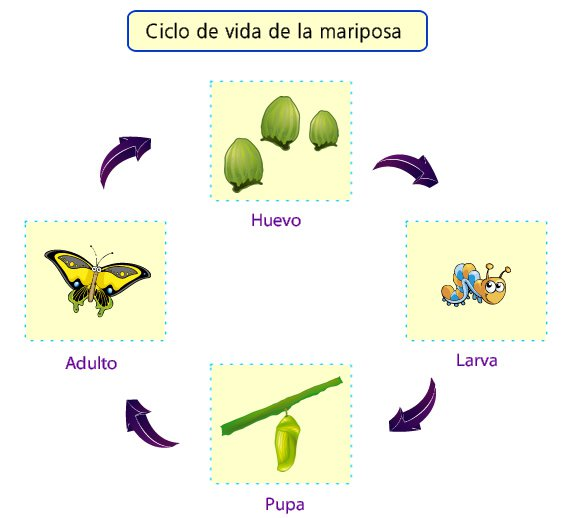 Ciclo de vida de la mariposa
Huevo
Larva
Adulto
Pupa